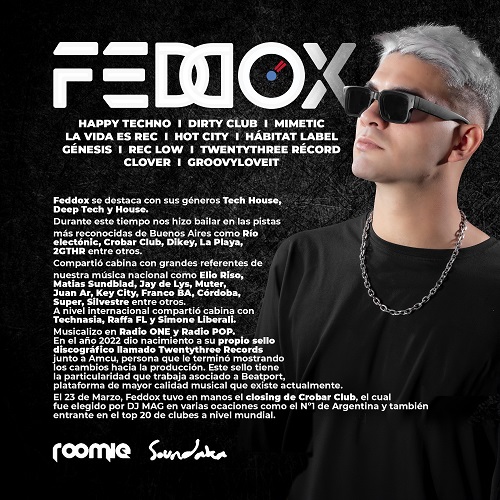 FEDDOX
HAPPY TECHNO I DIRTY CLUB I MIMETIC
LA VIDA ES REC I HOT CITY I HÁBITAT LABEL
GÉNESIS I REC LOW I TWENTYTHREE RÉCORD
CLOVER I GROOVYLOVEIT
Feddox se destaca con sus géneros Tech House,
Deep Tech y House.
Durante este tiempo nos hizo bailar en las pistas
más reconocidas de Buenos Aires como Río
electónic, Crobar Club, Dikey, La Playa,
2GTHR entre otros.
Compartió cabina con grandes referentes de
nuestra música nacional como Elio Riso,
Matias Sundblad, Jay de Lys, Muter,
Juan Ar, Key City, Franco BA, Córdoba,
Super, Silvestre entre otros.
A nivel internacional compartió cabina con
Technasia, Raffa FL y Simone Liberali.
Musicalizo en Radio ONE y Radio POP.
En el año 2022 dio nacimiento a su propio sello
discográfico llamado Twentythree Records
junto a Amcu, persona que le terminó mostrando
los cambios hacia la producción. Este sello tiene
la particularidad que trabaja asociado a Beatport,
plataforma de mayor calidad musical que existe actualmente.
El 23 de Marzo, Feddox tuvo en manos el closing de Crobar Club, el cual
fue elegido por DJ MAG en varias ocaciones como el Nº1 de Argentina y también
entrante en el top 20 de clubes a nivel mundial.
roomie Soundaka